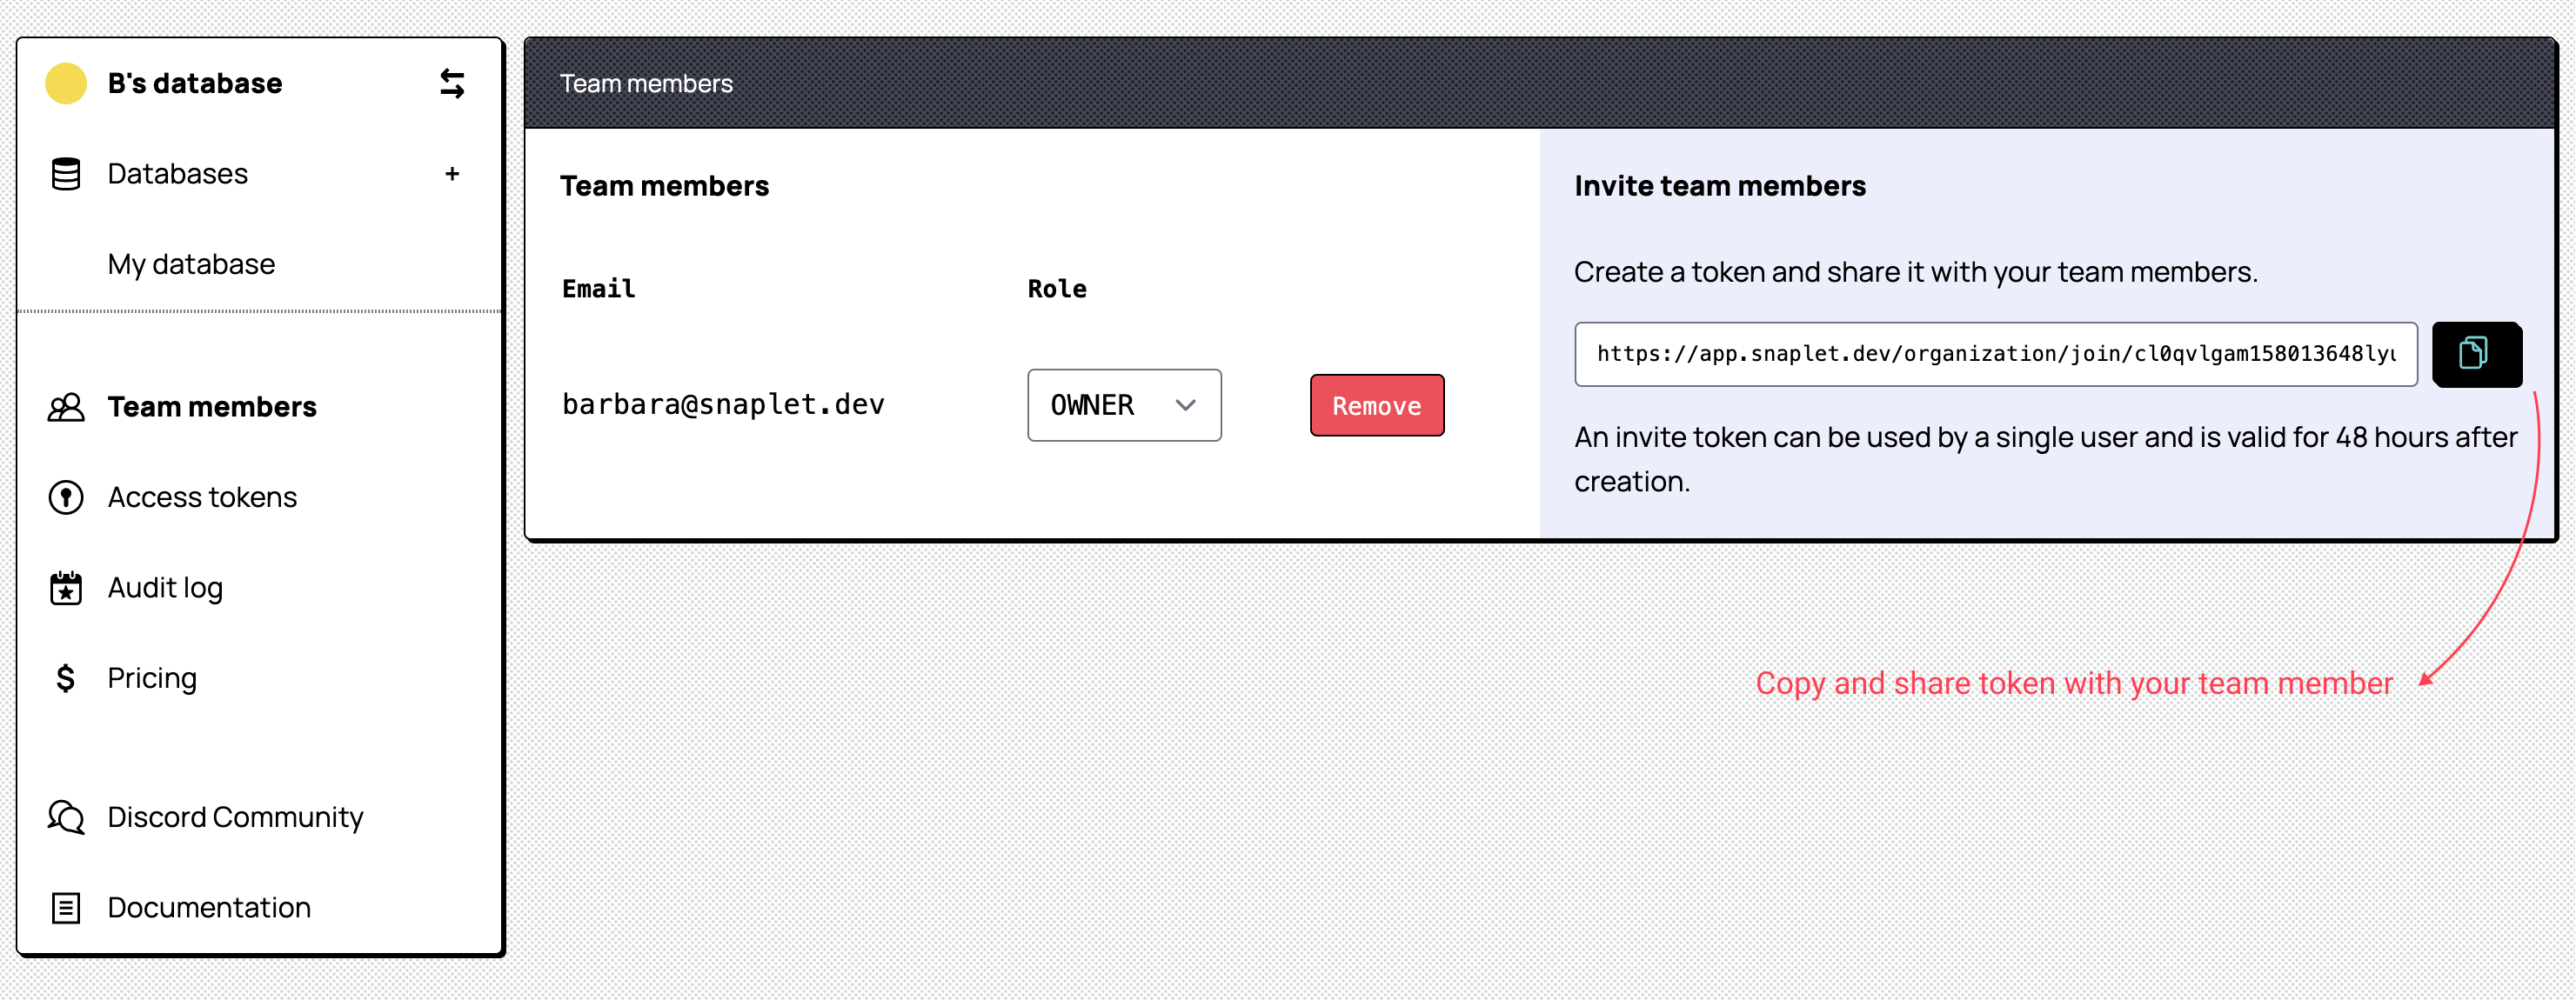 B's database
Databases +
My database
Team members
Access tokens
Audit log
Pricing
Discord Community
Documentation
Team members
Team members
Email Role
barbara@snaplet.dev OWNER Remove
Invite team members
Create a token and share it with your team members.
https://app.snaplet.dev/organization/join/cl0qvlgam158013648ly
An invite token can be used by a single user and is valid for 48 hours after
creation.
Copy and share token with your team member